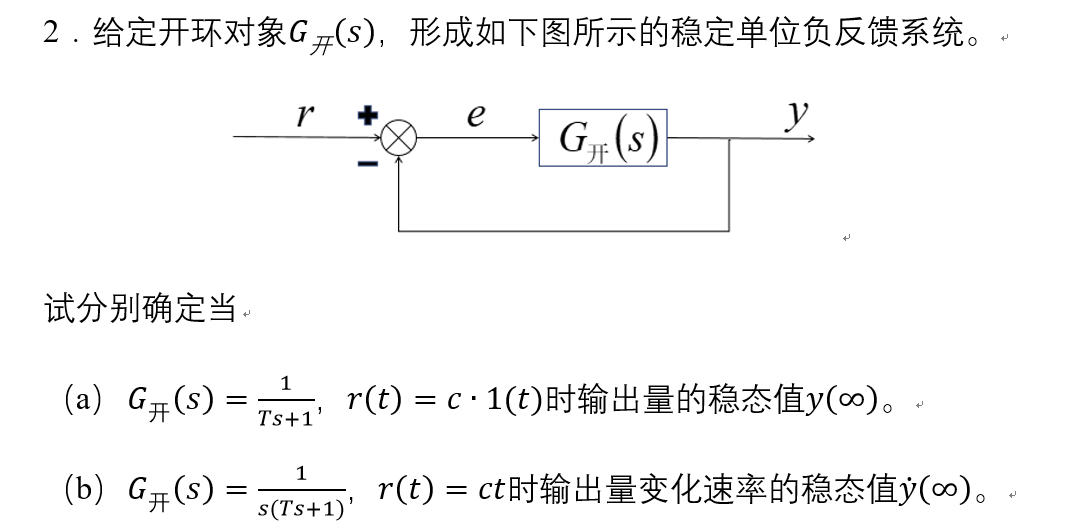 2．给定开环对象G开(s)，形成如下图所示的稳定单位负反馈系统。
r + − e G开(s) y
试分别确定当
(a) G开(s) = 1/(Ts+1)，r(t) = c · 1(t)时输出量的稳态值y(∞)。
(b) G开(s) = 1/(s(Ts+1))，r(t) = ct时输出量变化速率的稳态值ẏ(∞)。